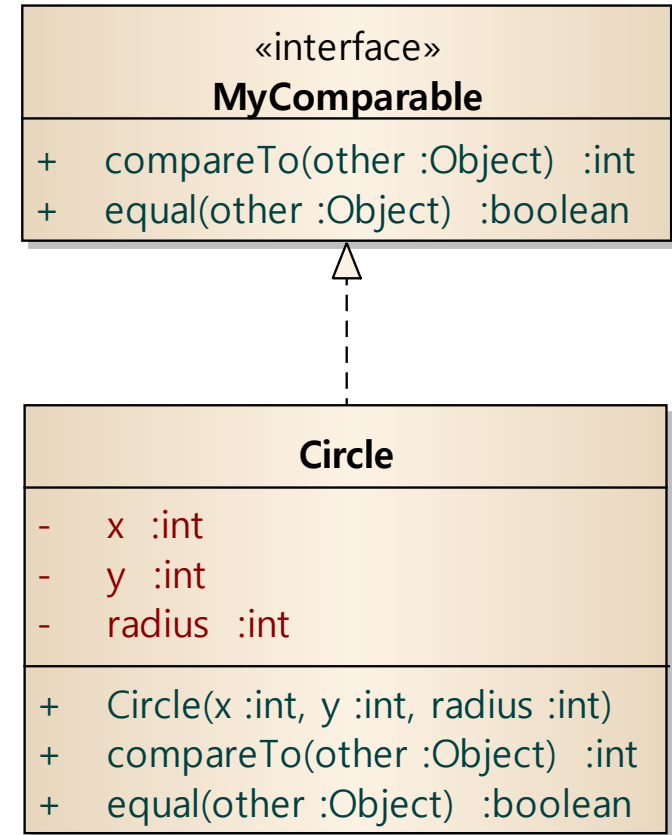 «interface»
MyComparable
+ compareTo(other :Object) :int
+ equal(other :Object) :boolean
Circle
- x :int
- y :int
- radius :int
+ Circle(x :int, y :int, radius :int)
+ compareTo(other :Object) :int
+ equal(other :Object) :boolean